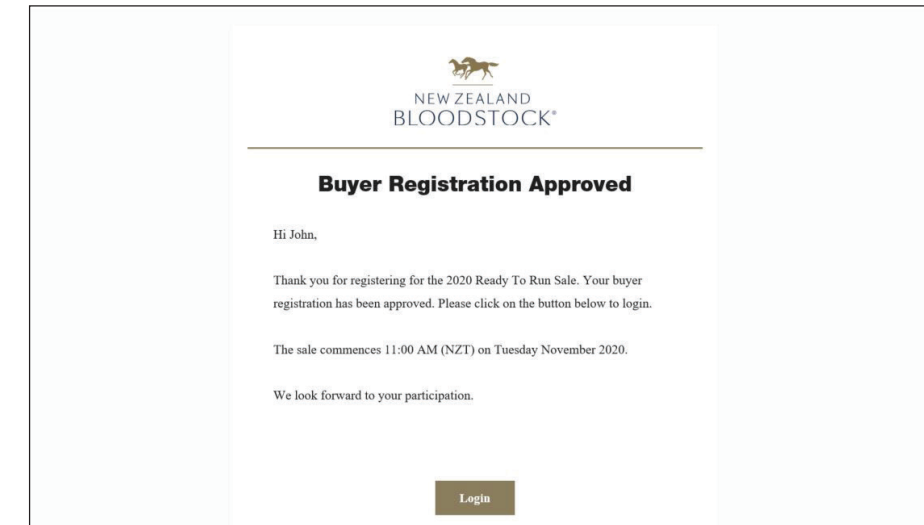 NEW ZEALAND
BLOODSTOCK®
Buyer Registration Approved
Hi John,
Thank you for registering for the 2020 Ready To Run Sale. Your buyer
registration has been approved. Please click on the button below to login.
The sale commences 11:00 AM (NZT) on Tuesday November 2020.
We look forward to your participation.
Login